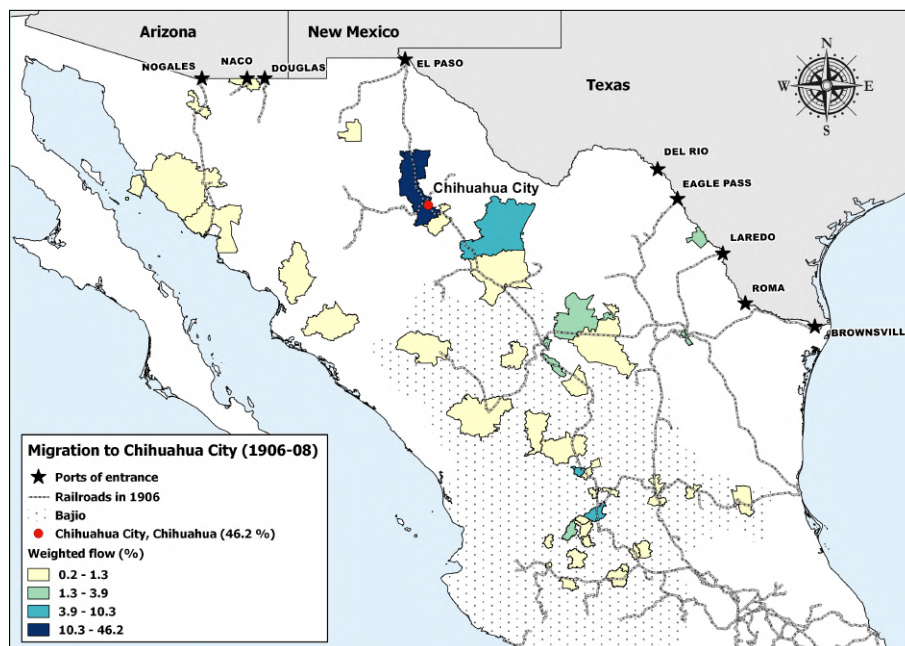 Arizona
New Mexico
NOGALES
NACO
DOUGLAS
EL PASO
Texas
N
W
E
S
DEL RIO
EAGLE PASS
Chihuahua City
LAREDO
ROMA
BROWNSVILL
Migration to Chihuahua City (1906-08)
Ports of entrance
Railroads in 1906
Bajio
Chihuahua City, Chihuahua (46.2 %)
Weighted flow (%)
0.2 - 1.3
1.3 - 3.9
3.9 - 10.3
10.3 - 46.2